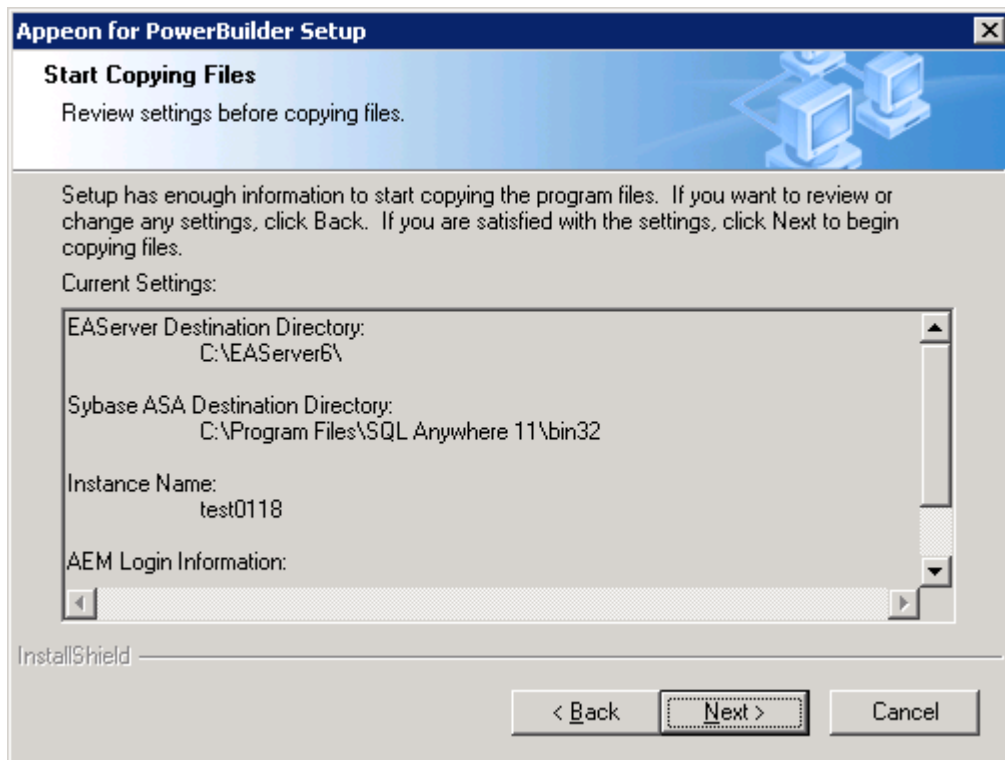 Appeon for PowerBuilder Setup
Start Copying Files
Review settings before copying files.
Setup has enough information to start copying the program files.  If you want to review or
change any settings, click Back.  If you are satisfied with the settings, click Next to begin
copying files.
Current Settings:
EAServer Destination Directory:
C:\EAServer6\
Sybase ASA Destination Directory:
C:\Program Files\SQL Anywhere 11\bin32
Instance Name:
test0118
AEM Login Information:
InstallShield
< Back
Next >
Cancel